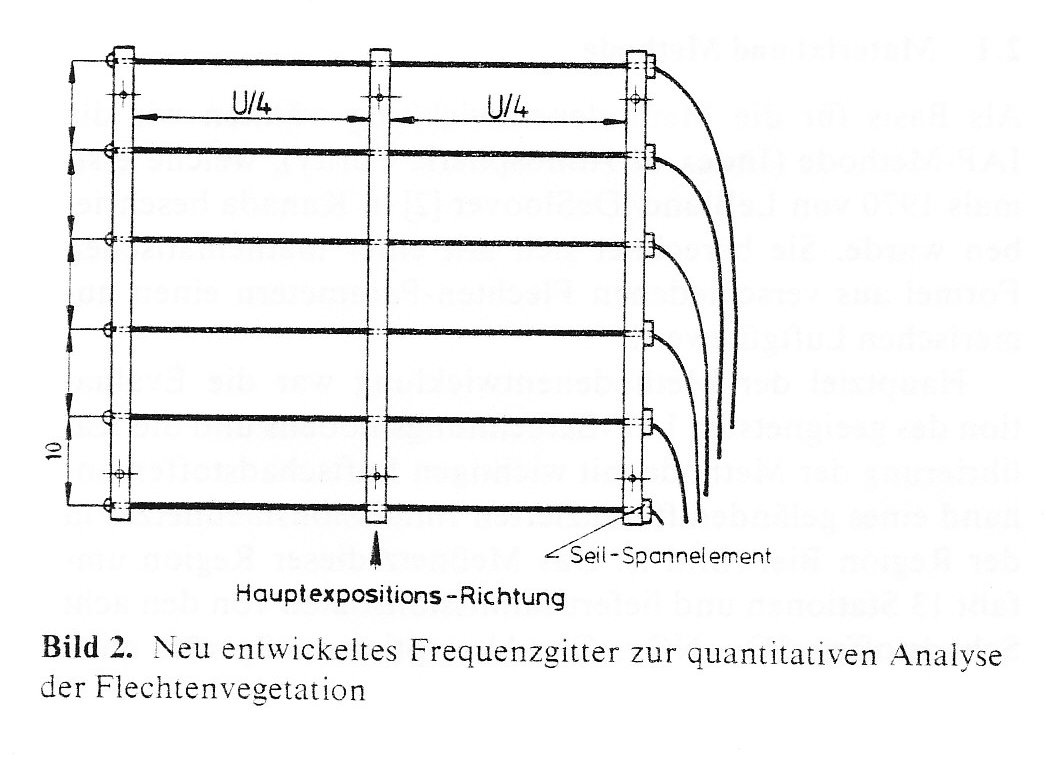 U/4
U/4
10
Seil-Spannelement
Hauptexpositions-Richtung
Bild 2. Neu entwickeltes Frequenzgitter zur quantitativen Analyse
der Flechtenvegetation